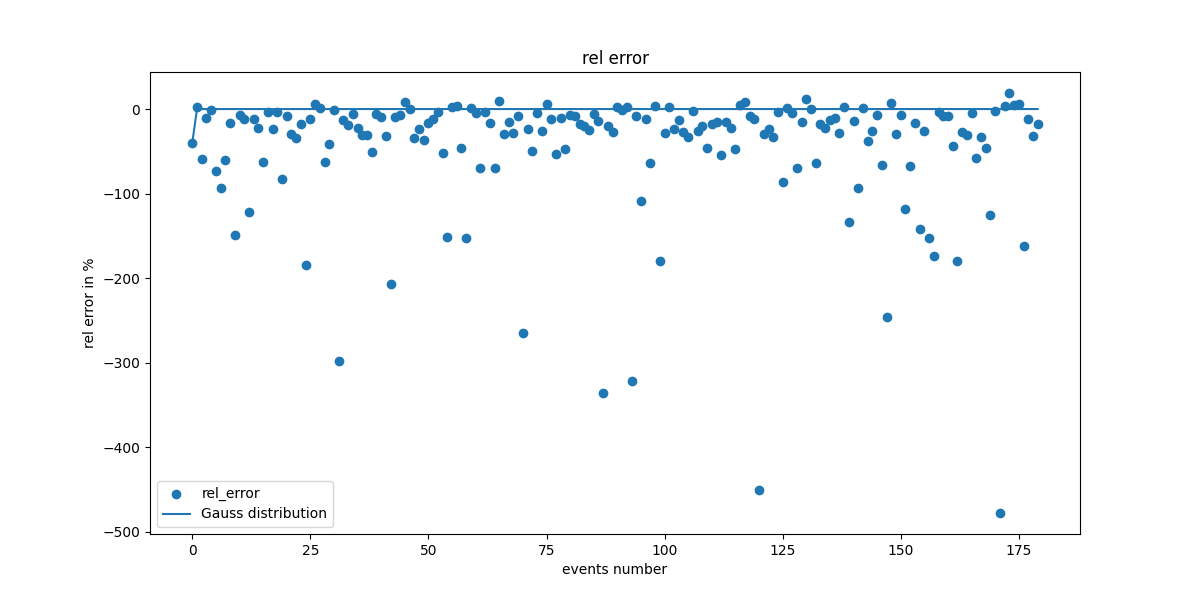 rel error
rel error in %
0
−100
−200
−300
−400
−500
rel_error
Gauss distribution
0 25 50 75 100 125 150 175
events number